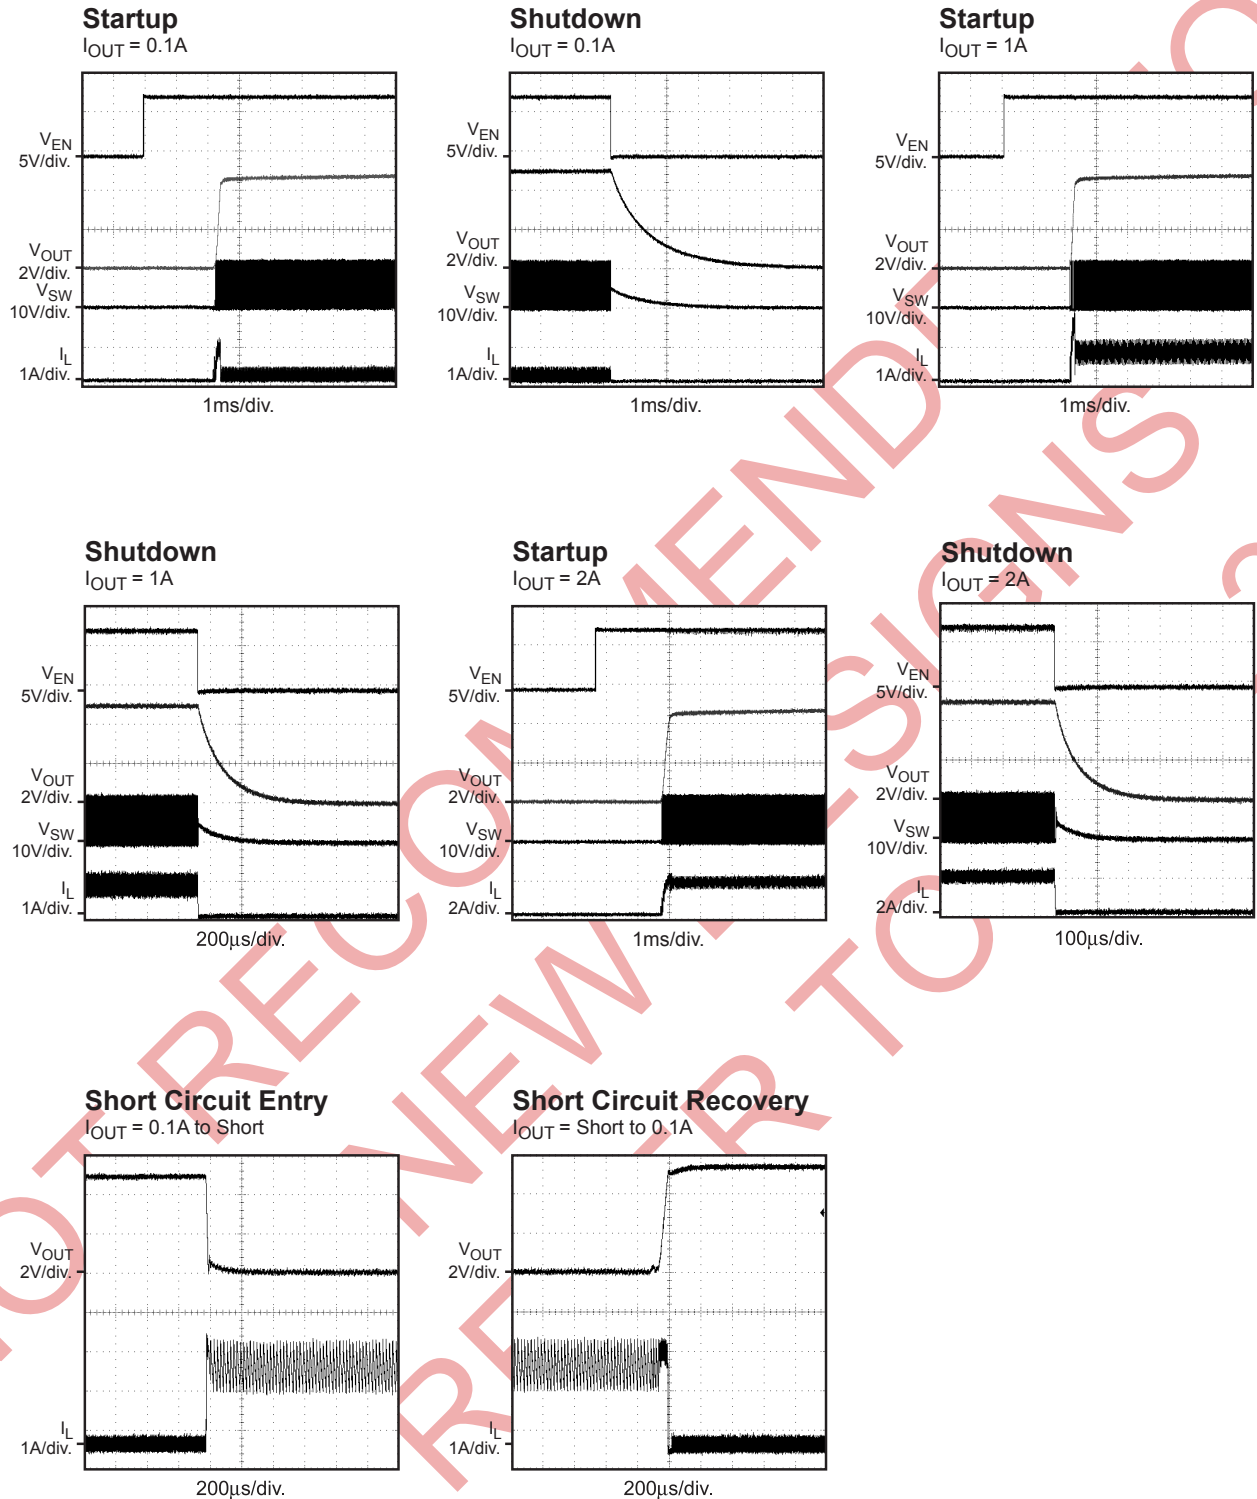 Startup
IOUT = 0.1A
VEN
5V/div.
VOUT
2V/div.
VSW
10V/div.
IL
1A/div.
1ms/div.
Shutdown
IOUT = 0.1A
VEN
5V/div.
VOUT
2V/div.
VSW
10V/div.
IL
1A/div.
1ms/div.
Startup
IOUT = 1A
VEN
5V/div.
VOUT
2V/div.
VSW
10V/div.
IL
1A/div.
1ms/div.
Shutdown
IOUT = 1A
VEN
5V/div.
VOUT
2V/div.
VSW
10V/div.
IL
1A/div.
200µs/div.
Startup
IOUT = 2A
VEN
5V/div.
VOUT
2V/div.
VSW
10V/div.
IL
2A/div.
1ms/div.
Shutdown
IOUT = 2A
VEN
5V/div.
VOUT
2V/div.
VSW
10V/div.
IL
2A/div.
100µs/div.
Short Circuit Entry
IOUT = 0.1A to Short
VOUT
2V/div.
IL
1A/div.
200µs/div.
Short Circuit Recovery
IOUT = Short to 0.1A
VOUT
2V/div.
IL
1A/div.
200µs/div.
NEW
TO